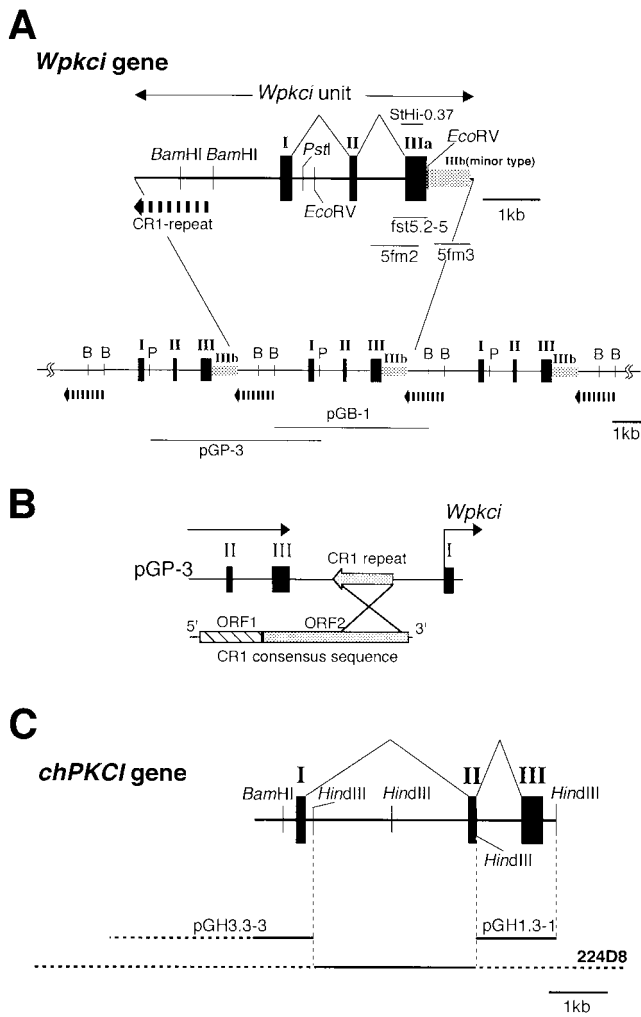 A
Wpkci gene
Wpkci unit
StHi-0.37
I II IIIa EcoRV
BamHI BamHI PstI IIIb(minor type)
EcoRV
CR1-repeat
fst5.2-5
1kb
5fm2 5fm3
I II III I II III I II III
B B P IIIb B B P IIIb B B P IIIb B B
pGB-1
pGP-3
1kb
B
Wpkci
II III CR1 repeat I
pGP-3
5' ORF1 ORF2 3'
CR1 consensus sequence
C
chPKCI gene
I II III
BamHI HindIII HindIII HindIII
HindIII
pGH3.3-3 pGH1.3-1
224D8
1kb